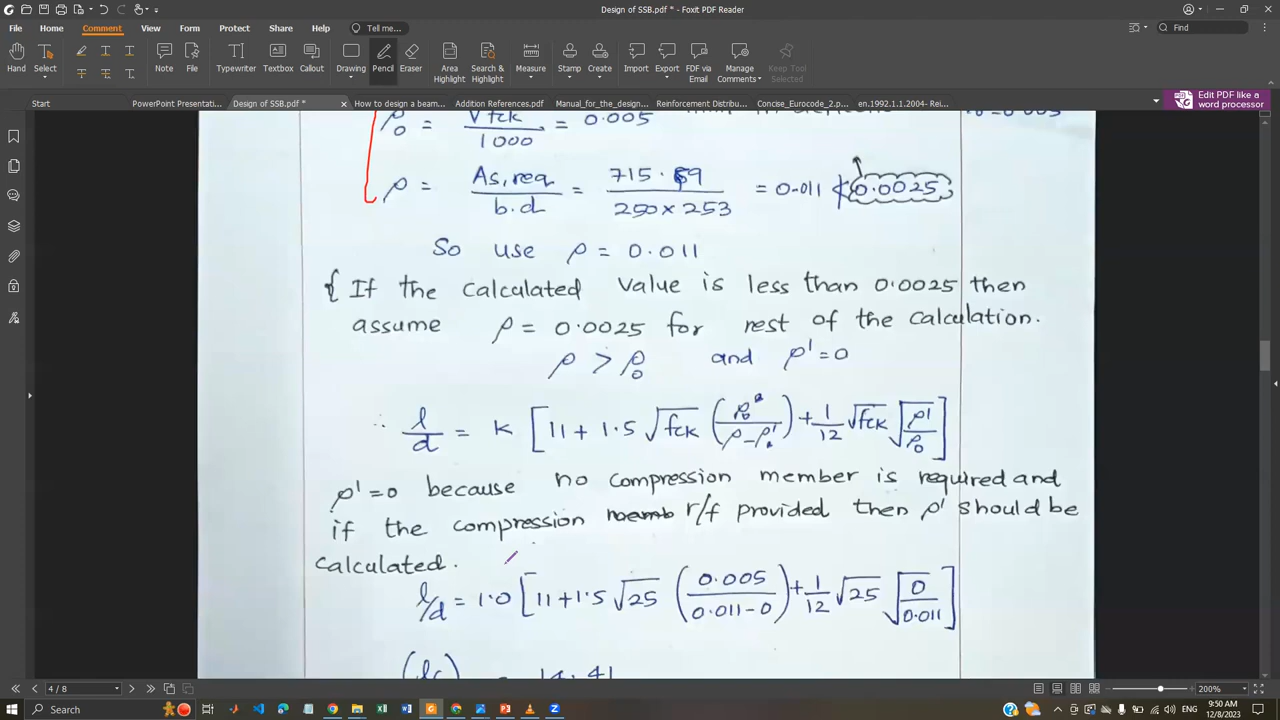 Design of SSB.pdf * - Foxit PDF Reader
File Home Comment View Form Protect Share Help Tell me... Find
Hand Select Note File Typewriter Textbox Callout Drawing Pencil Eraser Area Highlight Search & Highlight Measure Stamp Create Import Export FDF via Email Manage Comments Keep Tool Selected
Start PowerPoint Presentati... Design of SSB.pdf * How to design a beam... Addition References.pdf Manual_for_the_design... Reinforcement Distribu... Concise_Eurocode_2.p... en.1992.1.1.2004- Rei... Edit PDF like a word processor
ρ0 = √fck / 1000 = 0.005
ρ = As,req / b.d = 715.69 / 250 × 253 = 0.011 ≮ 0.0025
So use ρ = 0.011
{ If the calculated value is less than 0.0025 then
assume ρ = 0.0025 for rest of the calculation.
ρ > ρ0 and ρ' = 0
∴ l/d = K [ 11 + 1.5 √fck ( ρ0 / ρ-ρ' ) + 1/12 √fck √ρ'/ρ0 ]
ρ' = 0 because no compression member is required and
if the compression r/f provided then ρ' should be
calculated.
l/d = 1.0 [ 11 + 1.5 √25 ( 0.005 / 0.011-0 ) + 1/12 √25 √0/0.011 ]
4 / 8 200%
Search 9:50 AM
12/8/2023